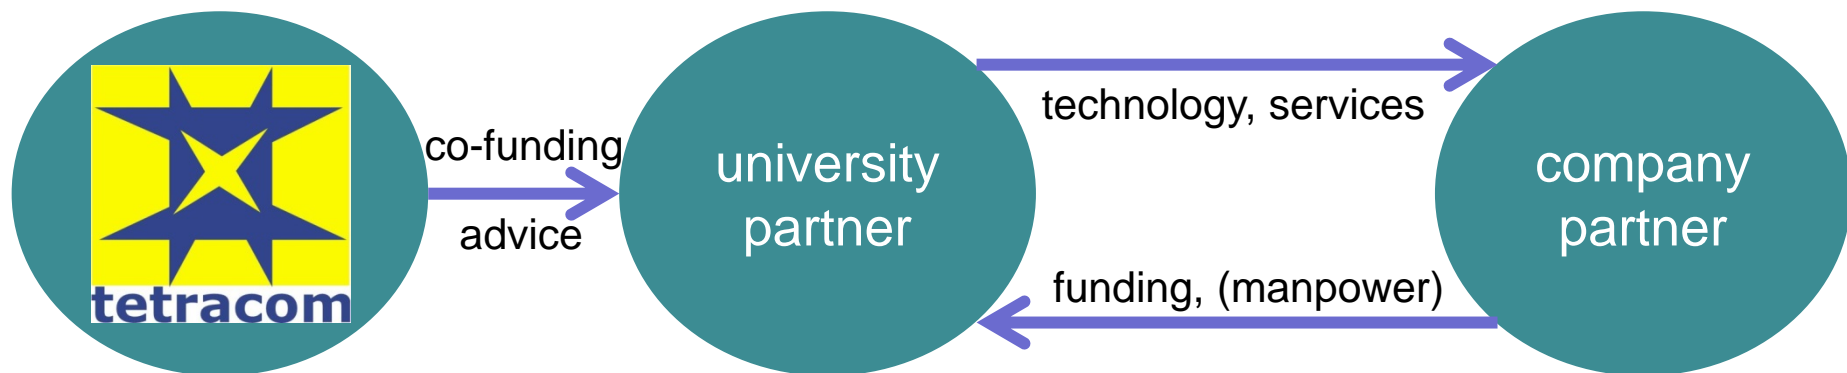 tetracom
co-funding
advice
university
partner
technology, services
funding, (manpower)
company
partner